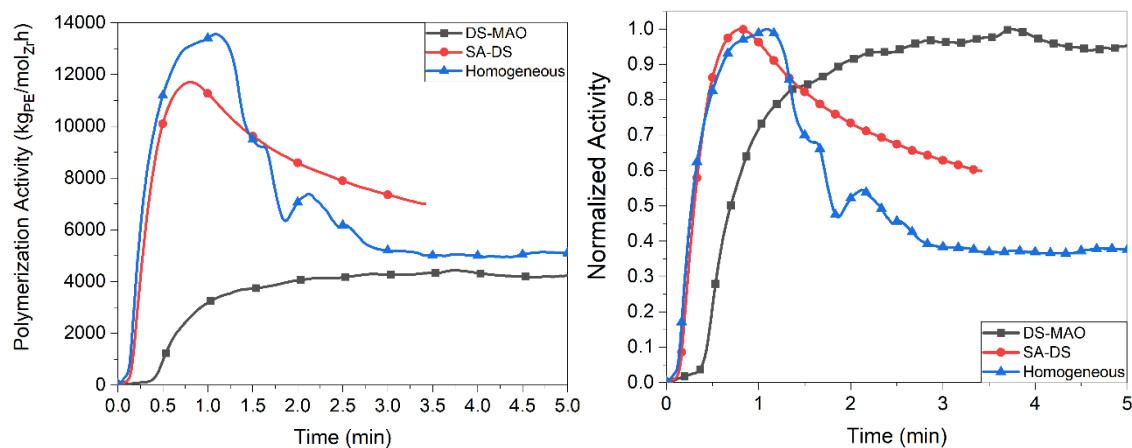 Polymerization Activity (kgPE/molZr.h)
14000
12000
10000
8000
6000
4000
2000
0
0.0 0.5 1.0 1.5 2.0 2.5 3.0 3.5 4.0 4.5 5.0
Time (min)
DS-MAO
SA-DS
Homogeneous
Normalized Activity
1.0
0.9
0.8
0.7
0.6
0.5
0.4
0.3
0.2
0.1
0.0
0 1 2 3 4 5
Time (min)
DS-MAO
SA-DS
Homogeneous